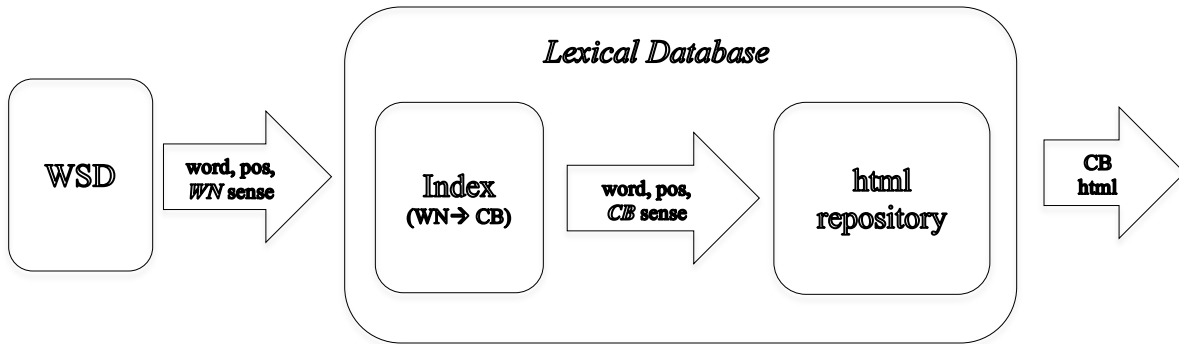 Lexical Database
WSD
word, pos,
WN sense
Index
(WN→ CB)
word, pos,
CB sense
html
repository
CB
html